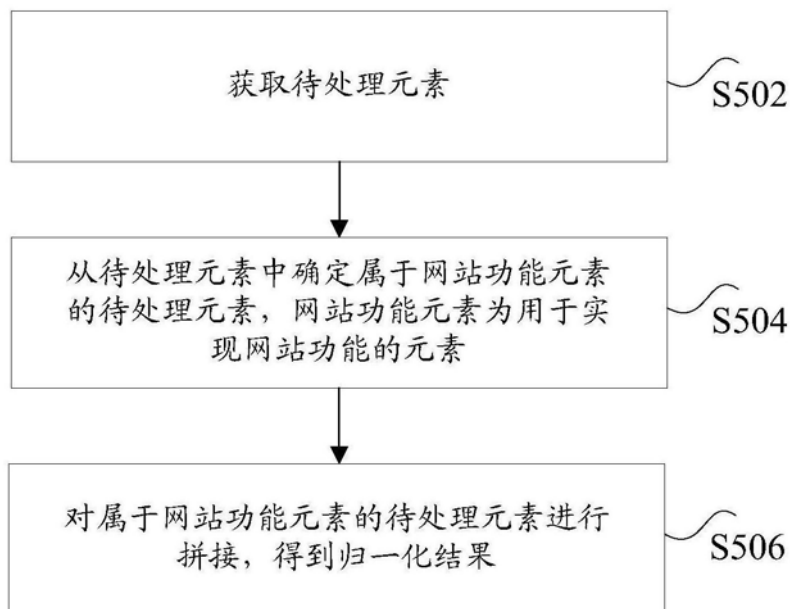 获取待处理元素
S502
从待处理元素中确定属于网站功能元素
的待处理元素，网站功能元素为用于实
现网站功能的元素
S504
对属于网站功能元素的待处理元素进行
拼接，得到归一化结果
S506